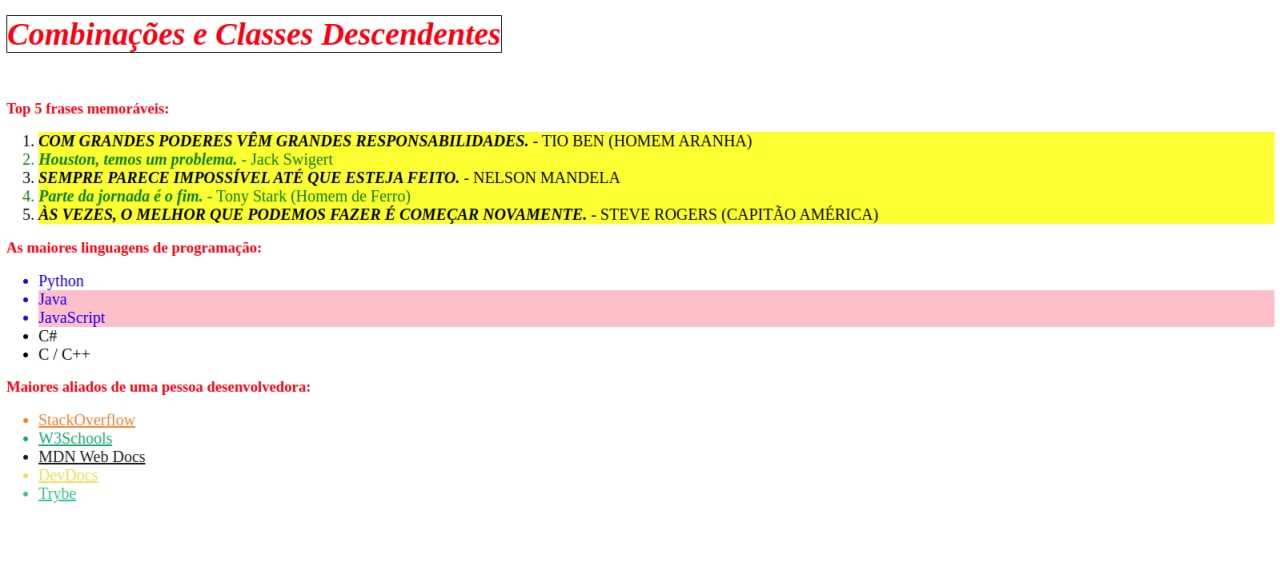 Combinações e Classes Descendentes
Top 5 frases memoráveis:
1. COM GRANDES PODERES VÊM GRANDES RESPONSABILIDADES. - TIO BEN (HOMEM ARANHA)
2. Houston, temos um problema. - Jack Swigert
3. SEMPRE PARECE IMPOSSÍVEL ATÉ QUE ESTEJA FEITO. - NELSON MANDELA
4. Parte da jornada é o fim. - Tony Stark (Homem de Ferro)
5. ÀS VEZES, O MELHOR QUE PODEMOS FAZER É COMEÇAR NOVAMENTE. - STEVE ROGERS (CAPITÃO AMÉRICA)
As maiores linguagens de programação:
• Python
• Java
• JavaScript
• C#
• C / C++
Maiores aliados de uma pessoa desenvolvedora:
• StackOverflow
• W3Schools
• MDN Web Docs
• DevDocs
• Trybe